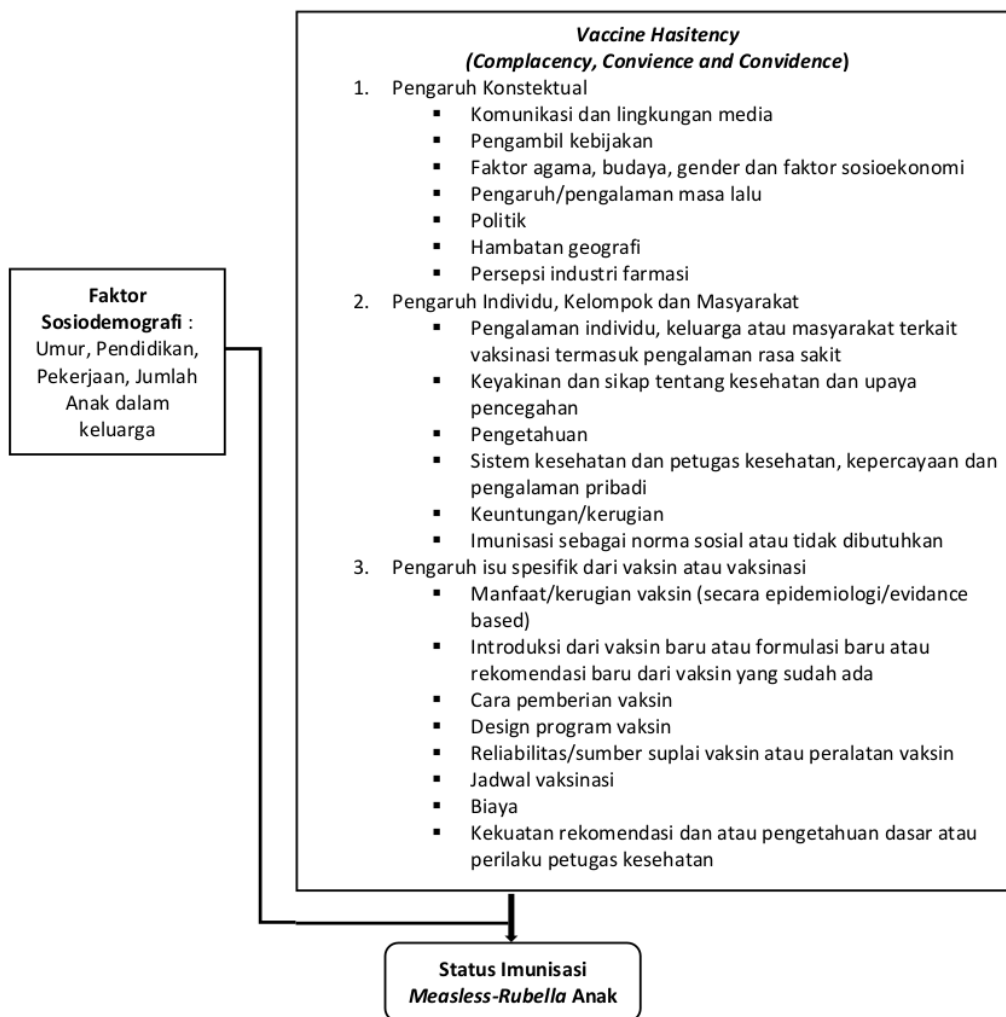 Vaccine Hasitency
(Complacency, Convience and Convidence)
1. Pengaruh Konstektual
▪ Komunikasi dan lingkungan media
▪ Pengambil kebijakan
▪ Faktor agama, budaya, gender dan faktor sosioekonomi
▪ Pengaruh/pengalaman masa lalu
▪ Politik
▪ Hambatan geografi
▪ Persepsi industri farmasi
2. Pengaruh Individu, Kelompok dan Masyarakat
▪ Pengalaman individu, keluarga atau masyarakat terkait
vaksinasi termasuk pengalaman rasa sakit
▪ Keyakinan dan sikap tentang kesehatan dan upaya
pencegahan
▪ Pengetahuan
▪ Sistem kesehatan dan petugas kesehatan, kepercayaan dan
pengalaman pribadi
▪ Keuntungan/kerugian
▪ Imunisasi sebagai norma sosial atau tidak dibutuhkan
3. Pengaruh isu spesifik dari vaksin atau vaksinasi
▪ Manfaat/kerugian vaksin (secara epidemiologi/evidance
based)
▪ Introduksi dari vaksin baru atau formulasi baru atau
rekomendasi baru dari vaksin yang sudah ada
▪ Cara pemberian vaksin
▪ Design program vaksin
▪ Reliabilitas/sumber suplai vaksin atau peralatan vaksin
▪ Jadwal vaksinasi
▪ Biaya
▪ Kekuatan rekomendasi dan atau pengetahuan dasar atau
perilaku petugas kesehatan
Faktor
Sosiodemografi :
Umur, Pendidikan,
Pekerjaan, Jumlah
Anak dalam
keluarga
Status Imunisasi
Measless-Rubella Anak